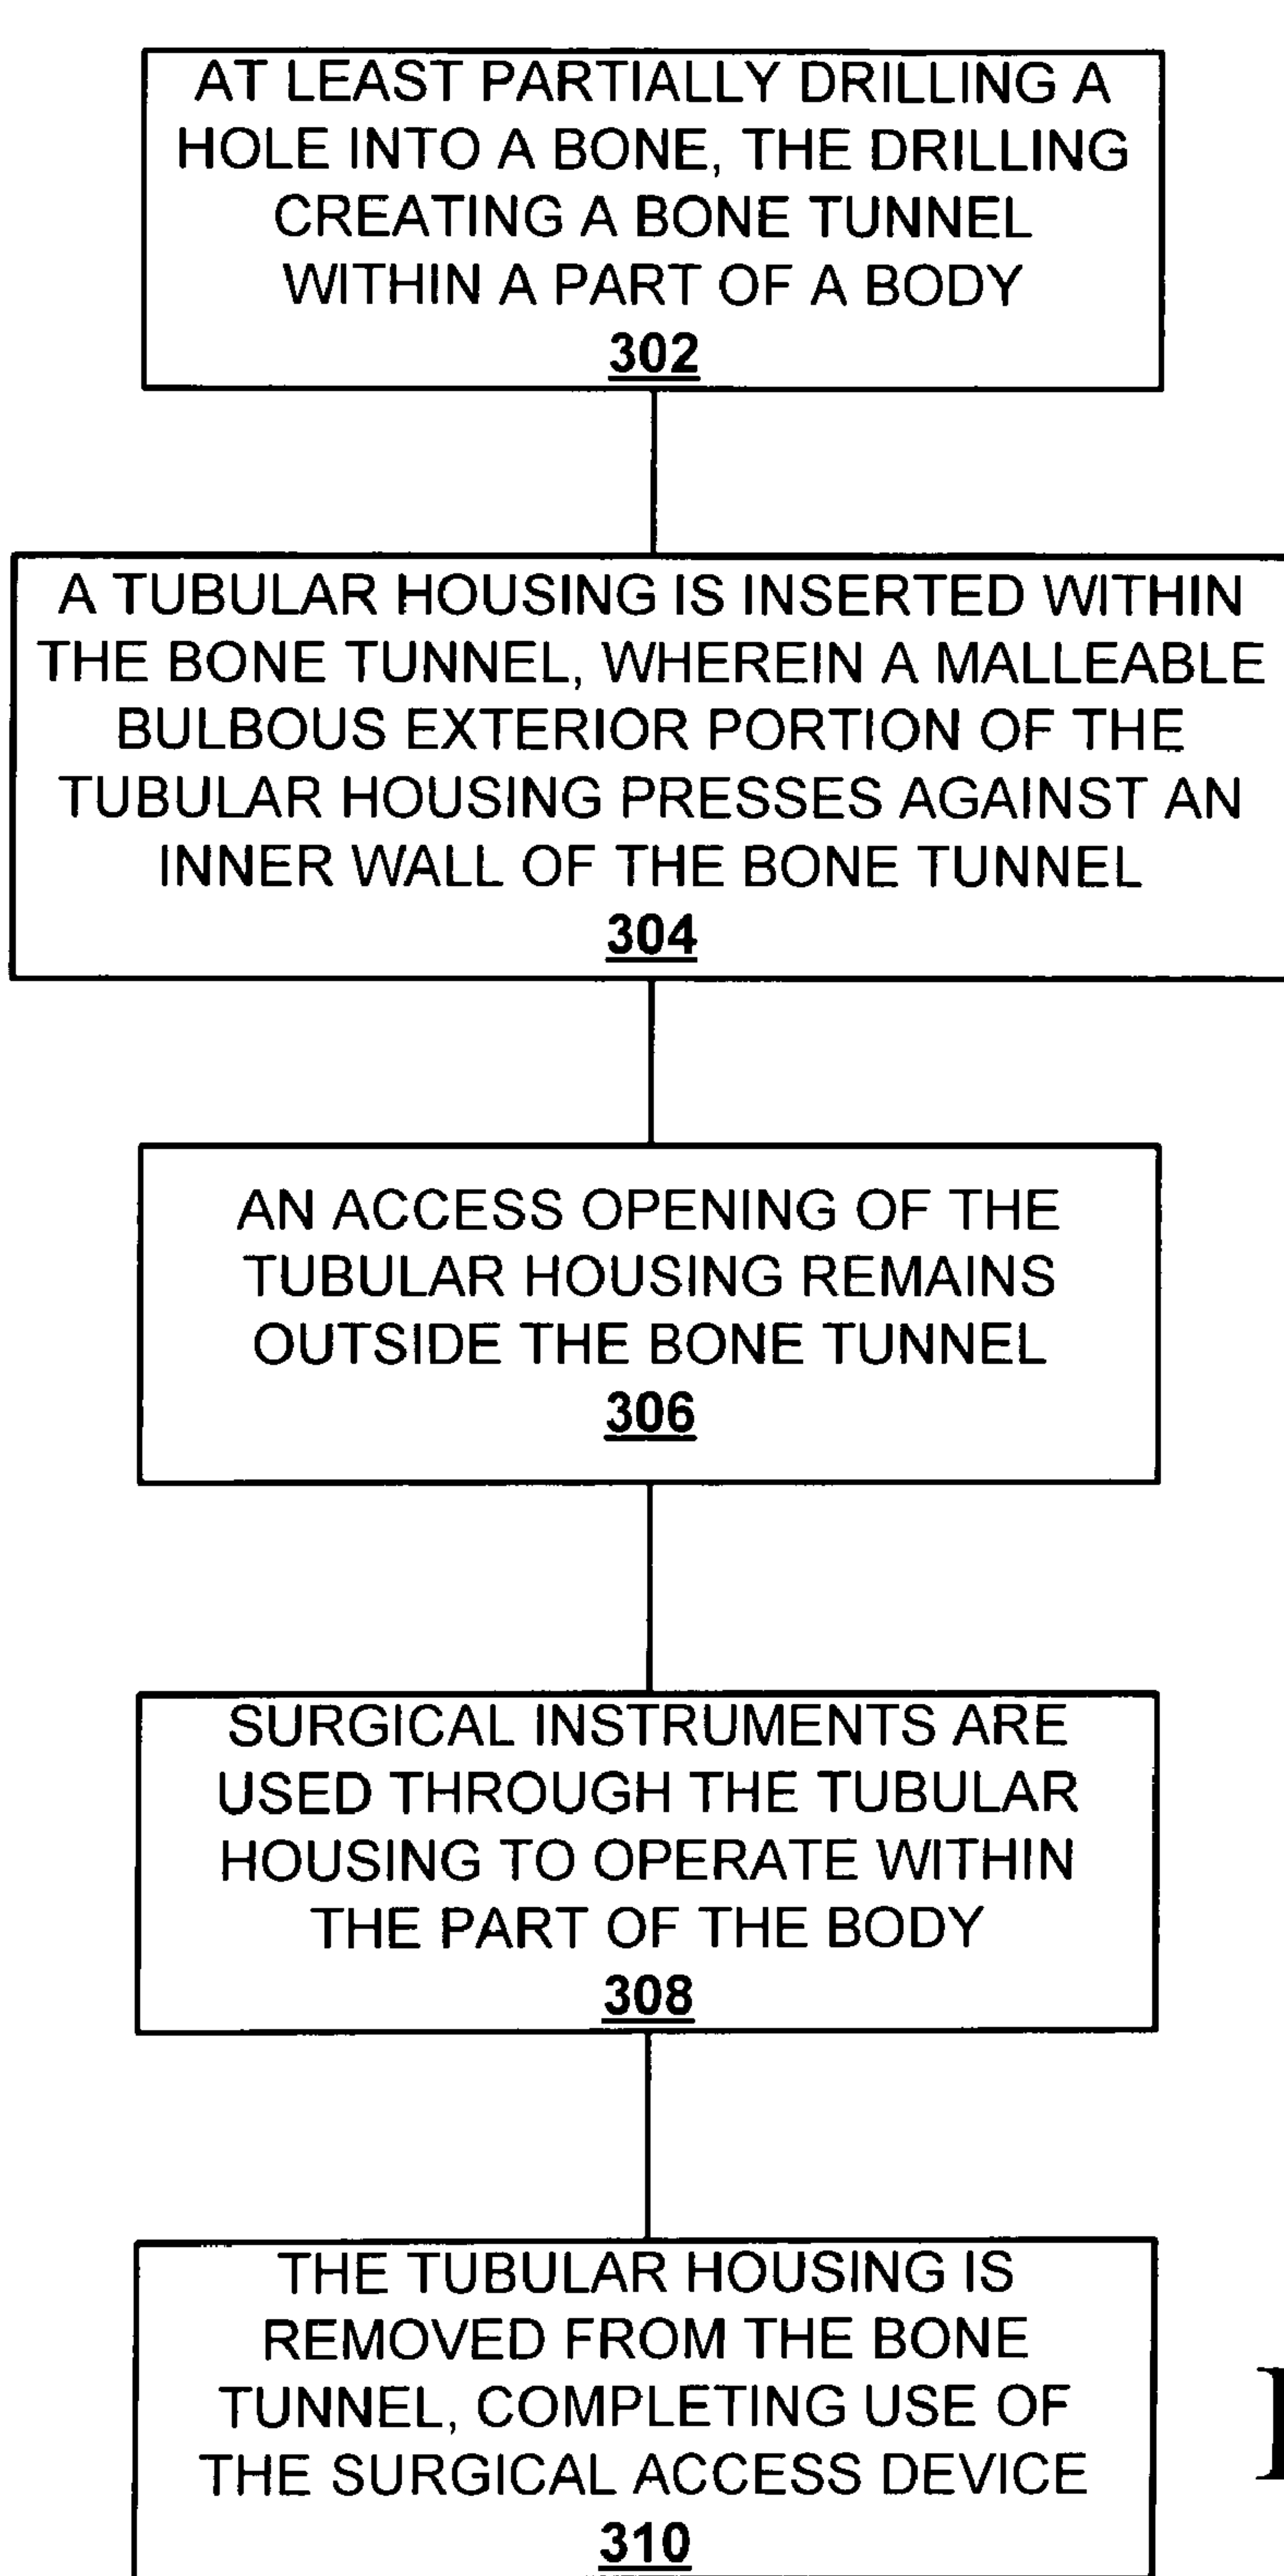 AT LEAST PARTIALLY DRILLING A
HOLE INTO A BONE, THE DRILLING
CREATING A BONE TUNNEL
WITHIN A PART OF A BODY
302
A TUBULAR HOUSING IS INSERTED WITHIN
THE BONE TUNNEL, WHEREIN A MALLEABLE
BULBOUS EXTERIOR PORTION OF THE
TUBULAR HOUSING PRESSES AGAINST AN
INNER WALL OF THE BONE TUNNEL
304
AN ACCESS OPENING OF THE
TUBULAR HOUSING REMAINS
OUTSIDE THE BONE TUNNEL
306
SURGICAL INSTRUMENTS ARE
USED THROUGH THE TUBULAR
HOUSING TO OPERATE WITHIN
THE PART OF THE BODY
308
THE TUBULAR HOUSING IS
REMOVED FROM THE BONE
TUNNEL, COMPLETING USE OF
THE SURGICAL ACCESS DEVICE
310